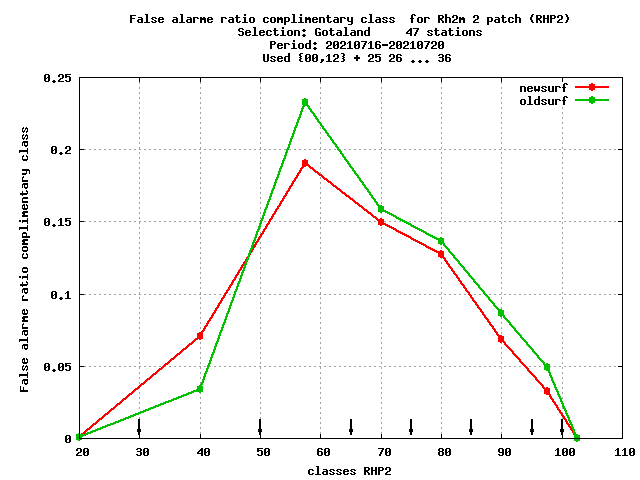 False alarme ratio complimentary class  for Rh2m 2 patch (RHP2)
Selection: Gotaland     47 stations
Period: 20210716-20210720
Used {00,12} + 25 26 ... 36
newsurf
oldsurf
False alarme ratio complimentary class
0.25
0.2
0.15
0.1
0.05
0
20 30 40 50 60 70 80 90 100 110
classes RHP2